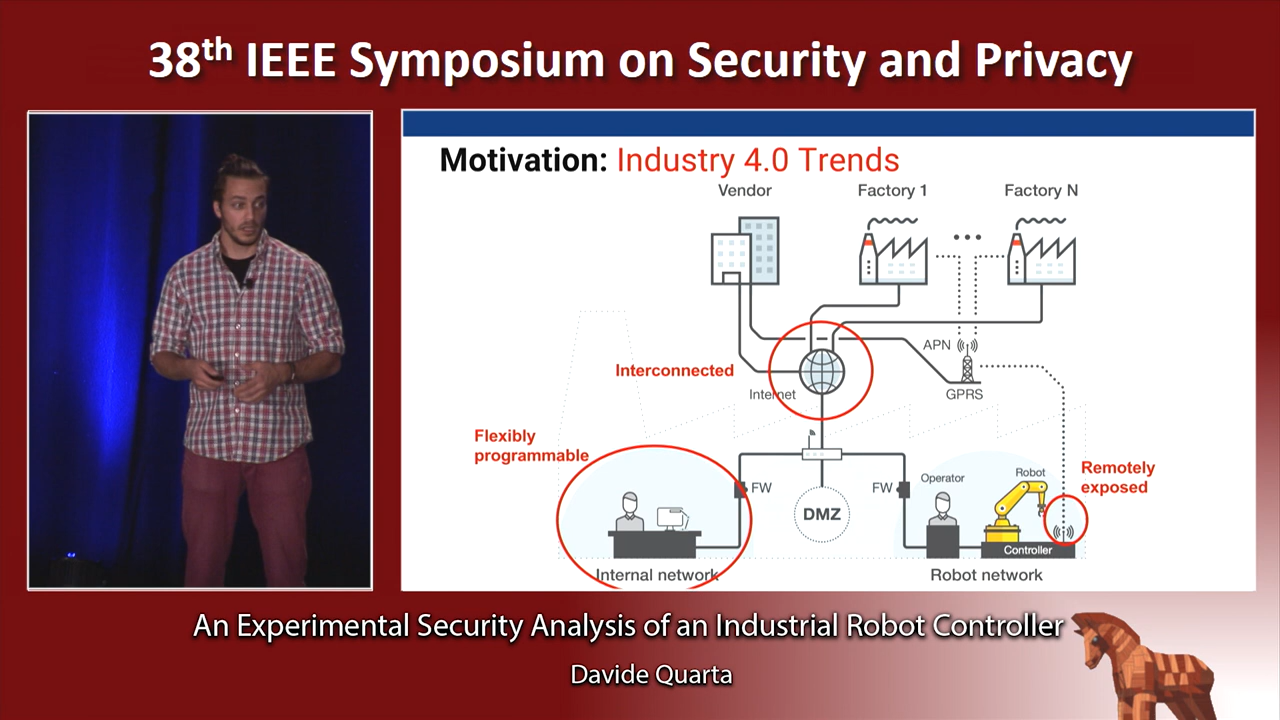 38th IEEE Symposium on Security and Privacy
Motivation: Industry 4.0 Trends
Vendor
Factory 1
Factory N
APN
Interconnected
Internet
GPRS
Flexibly
programmable
Remotely
exposed
FW
FW
Operator
Robot
DMZ
Controller
Internal network
Robot network
An Experimental Security Analysis of an Industrial Robot Controller
Davide Quarta